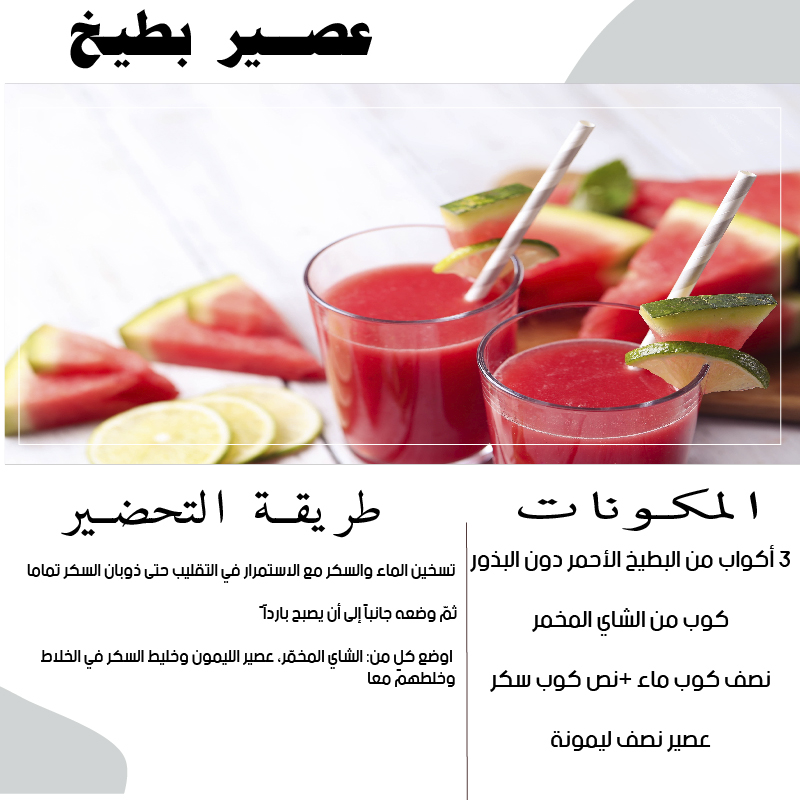 عصير بطيخ
المكونات
3 أكواب من البطيخ الأحمر دون البذور
كوب من الشاي المخمر
نصف كوب ماء +نص كوب سكر
عصير نصف ليمونة
طريقة التحضير
تسخين الماء والسكر مع الاستمرار في التقليب حتى ذوبان السكر تماما
ثمّ وضعه جانباً إلى أن يصبح بارداً
اوضع كلٍ من: الشاي المخمّر، عصير الليمون وخليط السكر في الخلاط
وخلطهمّ معا